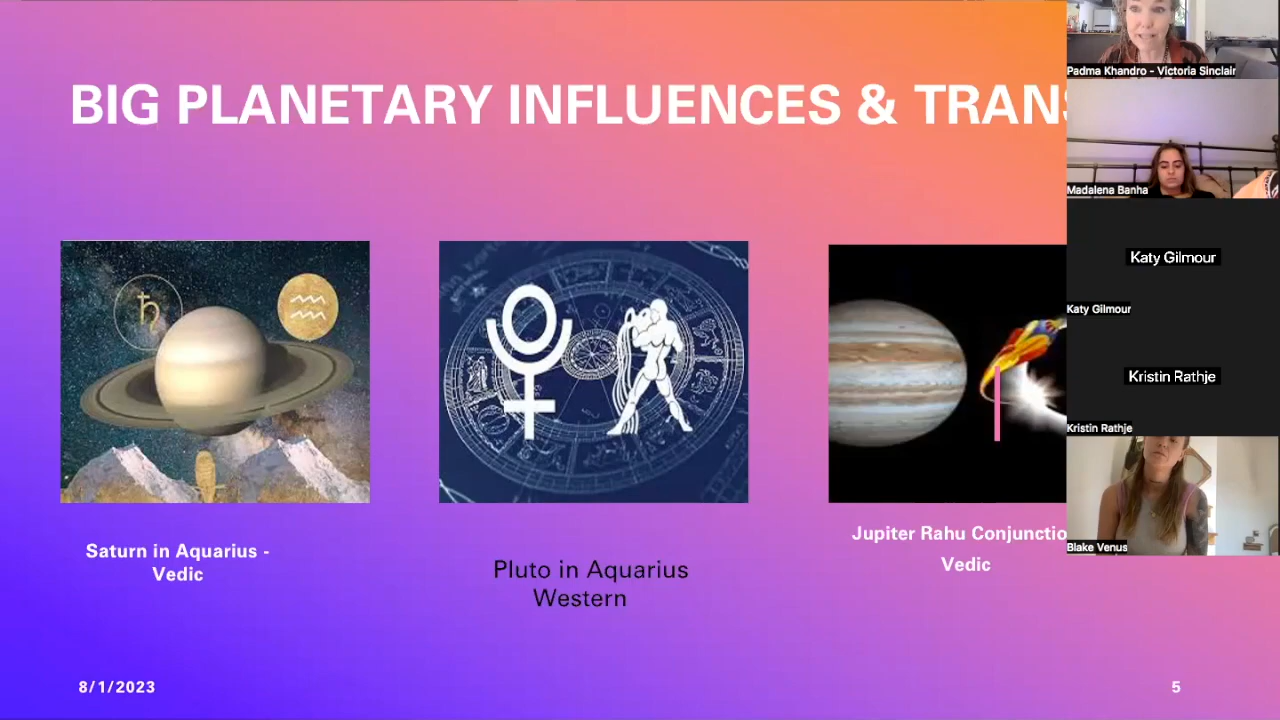 BIG PLANETARY INFLUENCES & TRANS
Saturn in Aquarius -
Vedic
Pluto in Aquarius
Western
Jupiter Rahu Conjunctio
Vedic
8/1/2023
5
Padma Khandro - Victoria Sinclair
Madalena Banha
Katy Gilmour
Katy Gilmour
Kristin Rathje
Kristin Rathje
Blake Venus